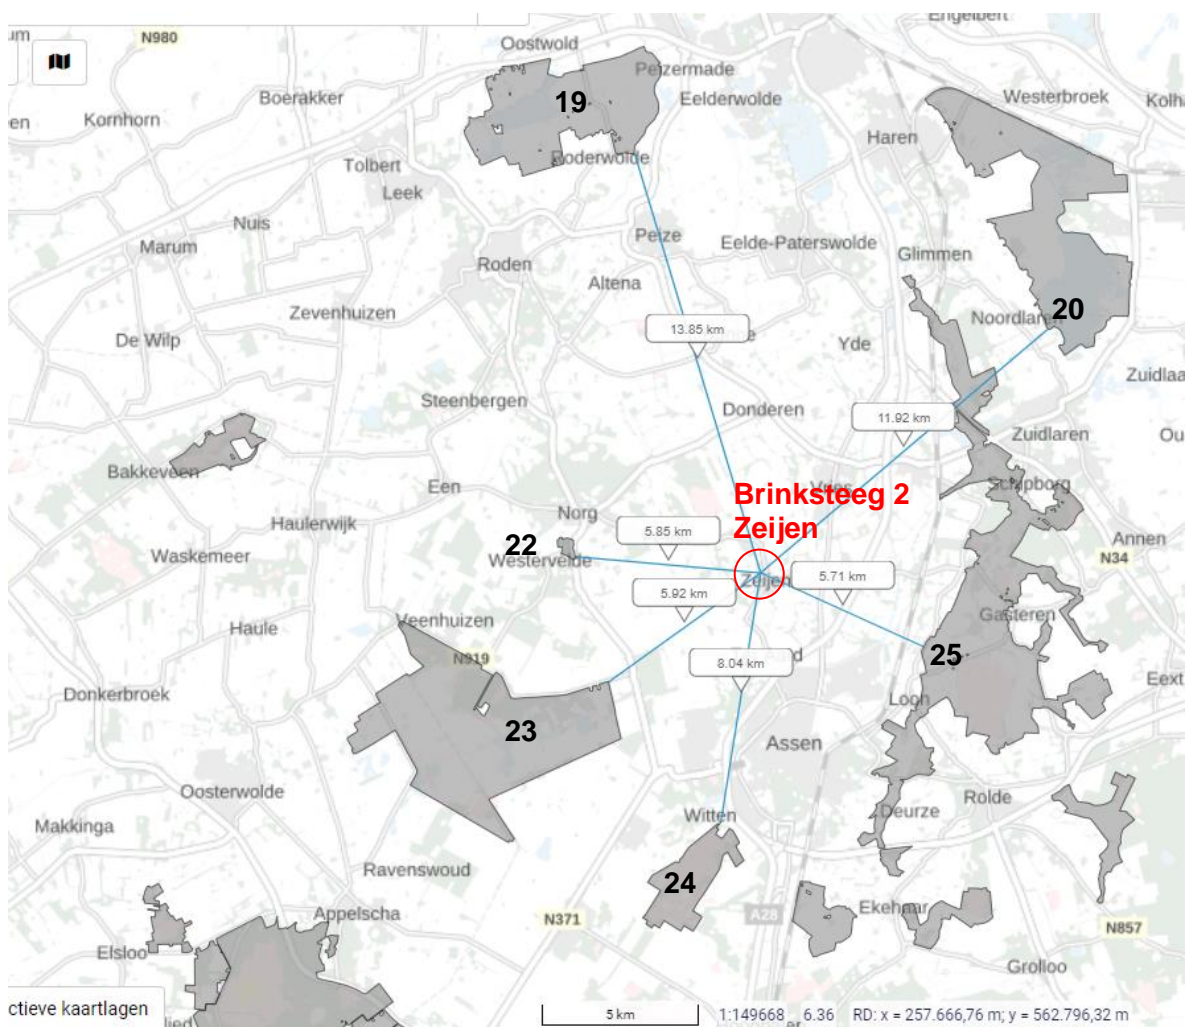 Engelbert
N980
Oostwold
Peizermade
Boerakker
Eelderwolde
Westerbroek
19
Kornhorn
Haren
Roderwolde
Tolbert
Leek
Nuis
Peize
Eelde-Paterswolde
Marum
Glimmen
Roden
Altena
Zevenhuizen
20
Noordlaren
13.85 km
De Wilp
Yde
Zuidlaa
Steenbergen
Donderen
11.92 km
Zuidlaren
Bakkeveen
Een
Schipborg
Brinksteeg 2
Zeijen
Norg
Haulerwijk
5.85 km
Annen
22
Westervelde
Waskemeer
N34
Zeijen
5.71 km
5.92 km
Gasteren
Veenhuizen
Haule
25
N919
8.04 km
Donkerbroek
Eext
Loon
23
Assen
Oosterwolde
Rolde
Witten
Deurze
Makkinga
Ravenswoud
24
Ekehaar
Appelscha
N371
A28
N857
Elsloo
Grolloo
ctieve kaartlagen
5 km
1:149668 6.36 RD: x = 257.666,76 m; y = 562.796,32 m